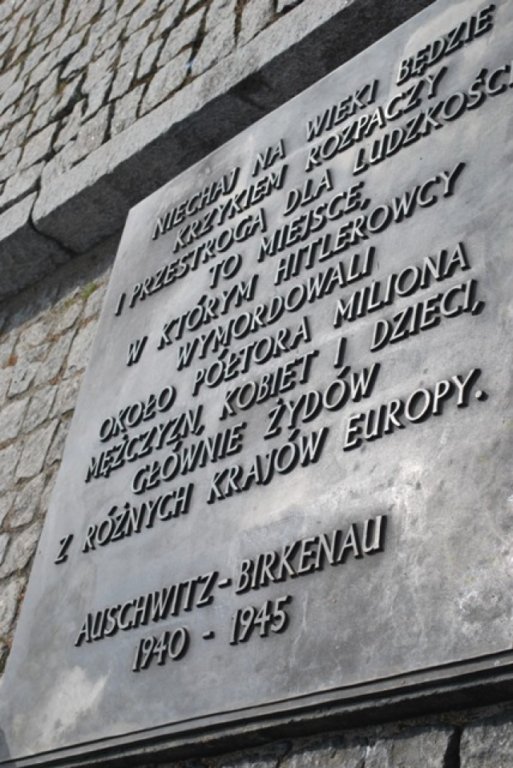 NIECHAJ NA WIEKI BĘDZIE
KRZYKIEM ROZPACZY
I PRZESTROGĄ DLA LUDZKOŚCI
TO MIEJSCE,
W KTÓRYM HITLEROWCY
WYMORDOWALI
OKOŁO PÓŁTORA MILIONA
MĘŻCZYZN, KOBIET I DZIECI,
GŁÓWNIE ŻYDÓW
Z RÓŻNYCH KRAJÓW EUROPY.
AUSCHWITZ - BIRKENAU
1940 - 1945